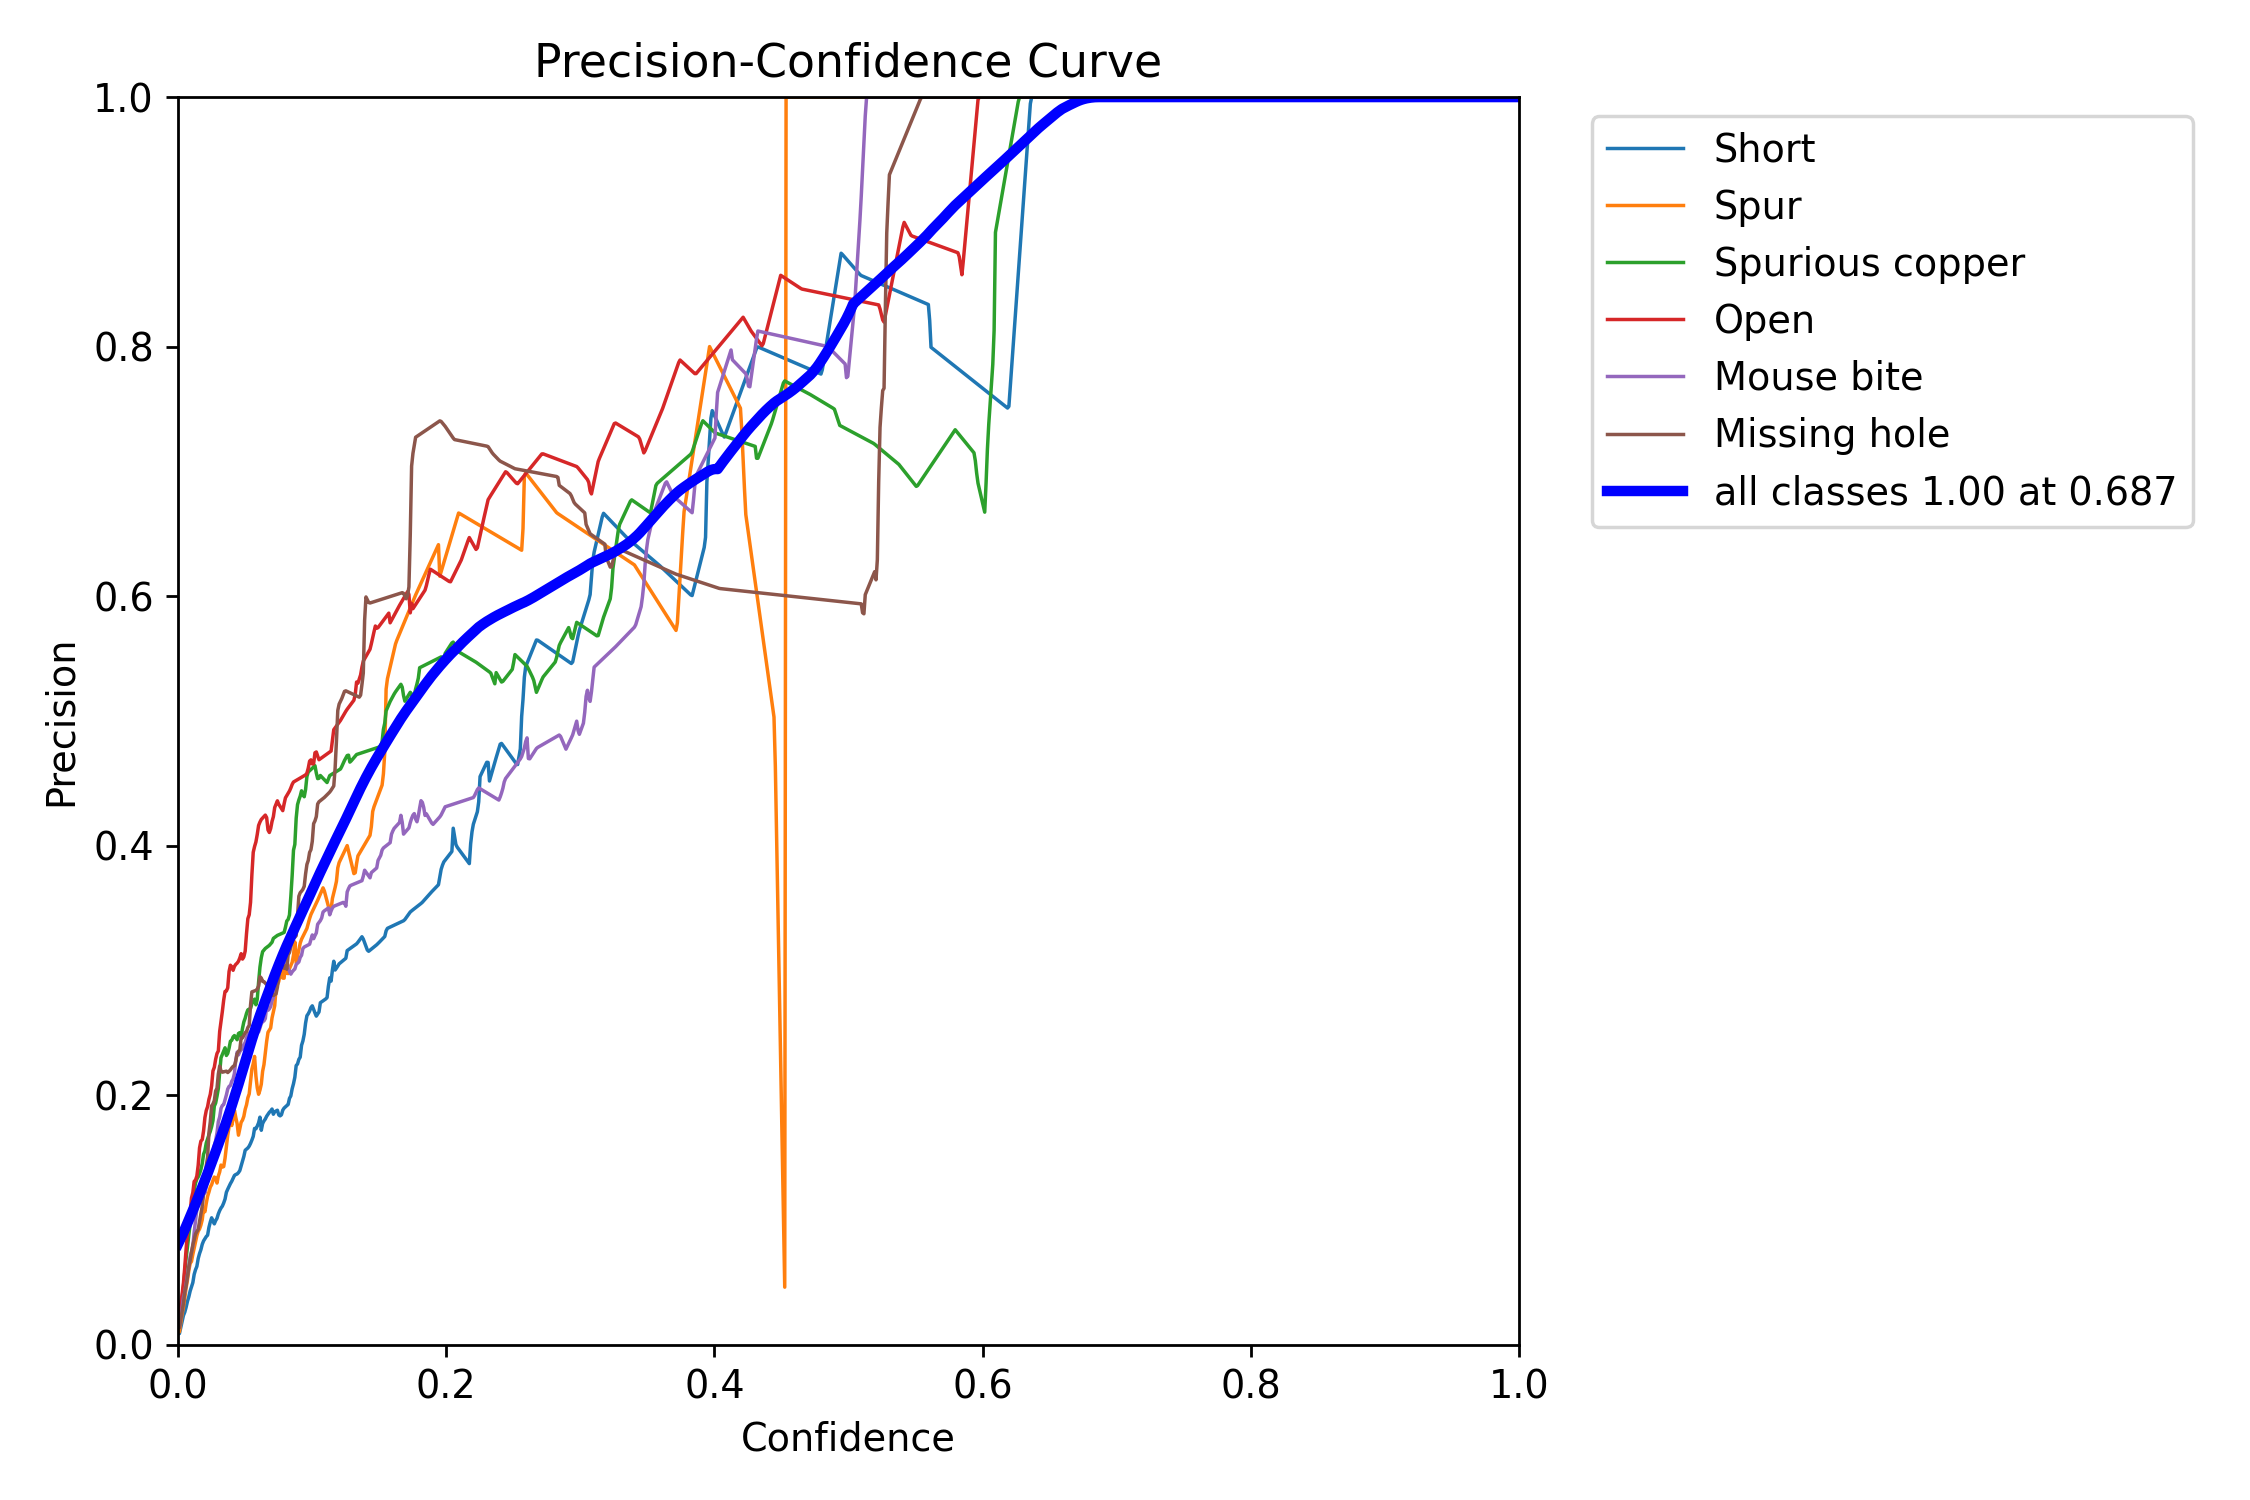 Precision-Confidence Curve
1.0
0.8
0.6
0.4
0.2
0.0
Precision
0.0 0.2 0.4 0.6 0.8 1.0
Confidence
Short
Spur
Spurious copper
Open
Mouse bite
Missing hole
all classes 1.00 at 0.687